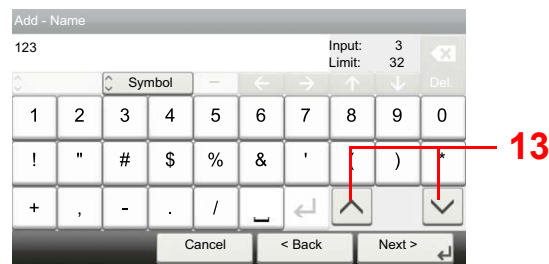 Add - Name
123
Input: 3
Limit: 32
Symbol Del.
1 2 3 4 5 6 7 8 9 0
! " # $ % & ' ( ) *
+ , - . /
Cancel < Back Next >
13